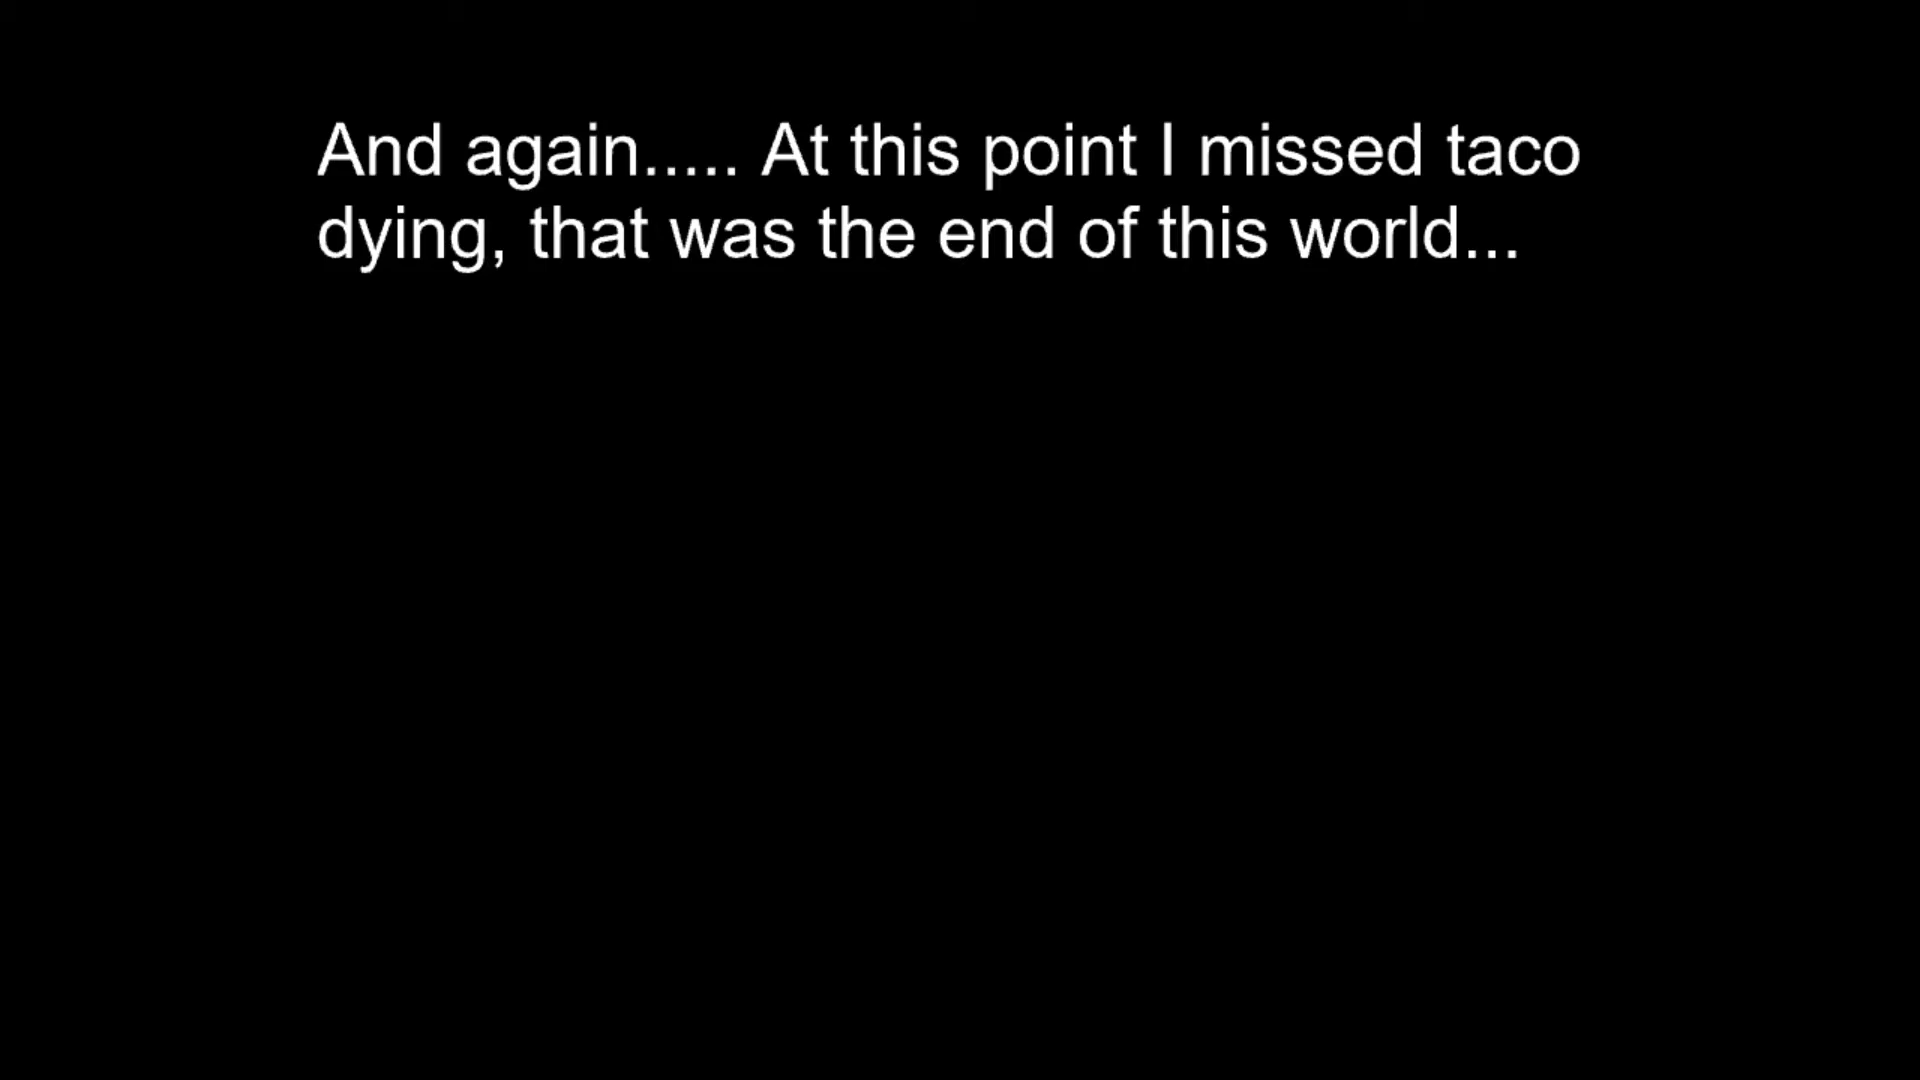 And again..... At this point I missed taco
dying, that was the end of this world...